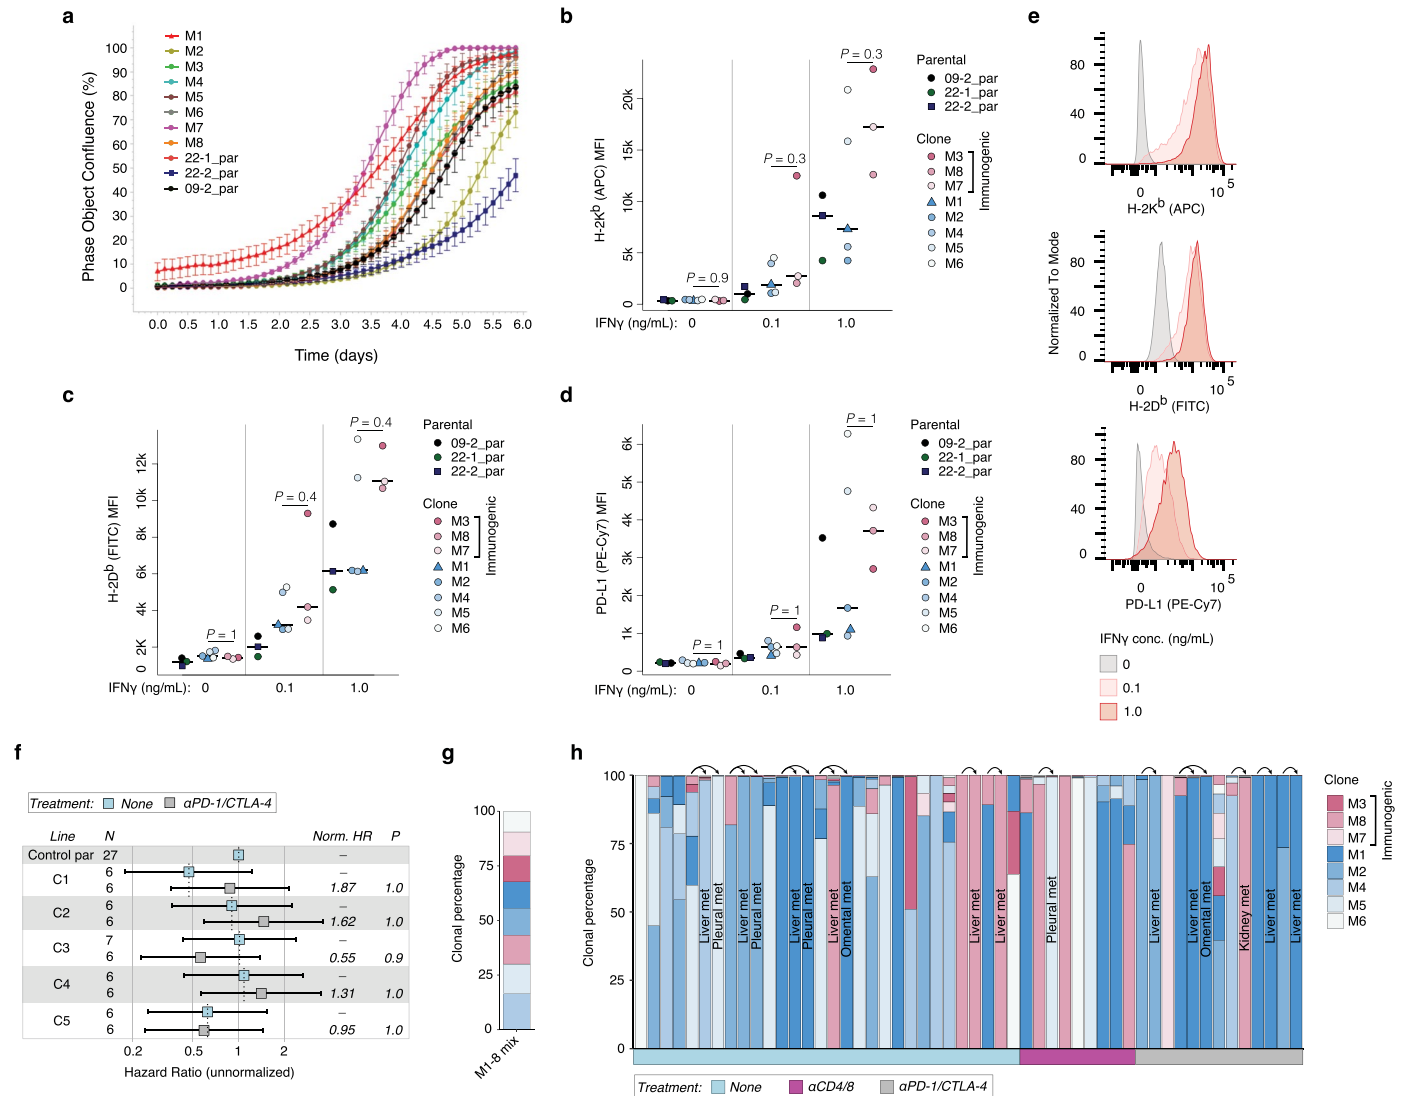 a
Phase Object Confluence (%)
100
90
80
70
60
50
40
30
20
10
0
M1
M2
M3
M4
M5
M6
M7
M8
22-1_par
22-2_par
09-2_par
0.0 0.5 1.0 1.5 2.0 2.5 3.0 3.5 4.0 4.5 5.0 5.5 6.0
Time (days)
b
H-2Kb (APC) MFI
20k
15k
10k
5k
0
P = 0.9
P = 0.3
P = 0.3
IFNγ (ng/mL): 0 0.1 1.0
Parental
09-2_par
22-1_par
22-2_par
Clone
M3
M8
M7
M1
M2
M4
M5
M6
Immunogenic
c
H-2Db (FITC) MFI
12k
10k
8k
6k
4k
2K
0
P = 1
P = 0.4
P = 0.4
IFNγ (ng/mL): 0 0.1 1.0
Parental
09-2_par
22-1_par
22-2_par
Clone
M3
M8
M7
M1
M2
M4
M5
M6
Immunogenic
d
PD-L1 (PE-Cy7) MFI
6k
5k
4k
3k
2k
1k
0
P = 1
P = 1
P = 1
IFNγ (ng/mL): 0 0.1 1.0
Parental
09-2_par
22-1_par
22-2_par
Clone
M3
M8
M7
M1
M2
M4
M5
M6
Immunogenic
e
Normalized To Mode
80
40
0
0 10 5
H-2Kb (APC)
80
40
0
0 10 5
H-2Db (FITC)
80
40
0
0 10 5
PD-L1 (PE-Cy7)
IFNγ conc. (ng/mL)
0
0.1
1.0
f
Treatment: None αPD-1/CTLA-4
Line N Norm. HR P
Control par 27 –
C1 6 –
6 1.87 1.0
C2 6 –
6 1.62 1.0
C3 7 –
6 0.55 0.9
C4 6 –
6 1.31 1.0
C5 6 –
6 0.95 1.0
0.2 0.5 1 2
Hazard Ratio (unnormalized)
g
Clonal percentage
100
75
50
25
0
M1-8 mix
h
Clonal percentage
100
75
50
25
0
Liver met
Pleural met
Liver met
Pleural met
Liver met
Pleural met
Liver met
Omental met
Liver met
Liver met
Pleural met
Liver met
Liver met
Omental met
Kidney met
Liver met
Liver met
Treatment: None αCD4/8 αPD-1/CTLA-4
Clone
M3
M8
M7
M1
M2
M4
M5
M6
Immunogenic